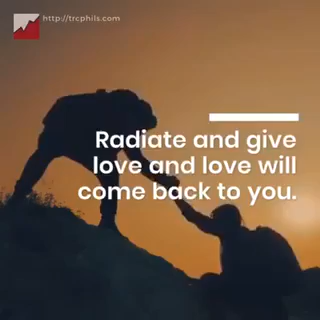 http://trcphils.com
Radiate and give
love and love will
come back to you.